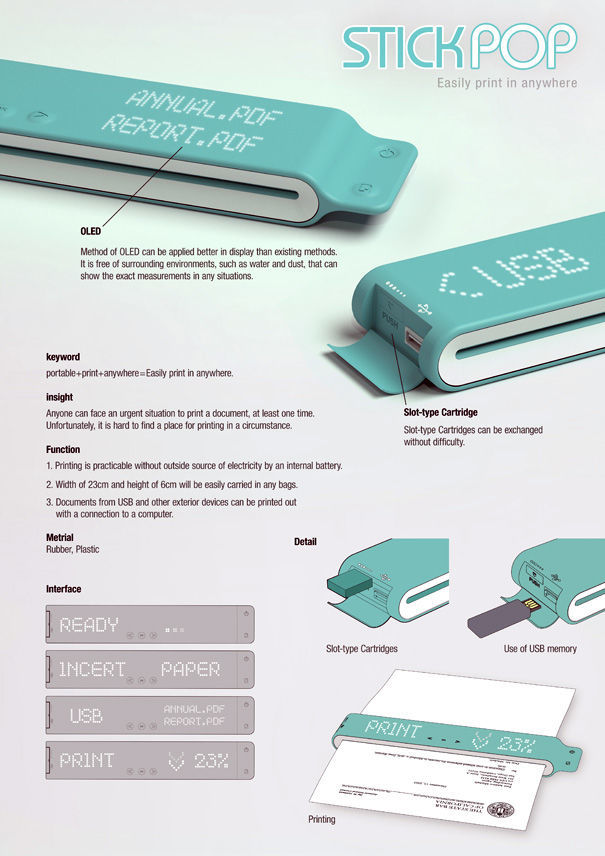 STICKPOP
Easily print in anywhere
ANNUAL.PDF
REPORT.PDF
OLED
Method of OLED can be applied better in display than existing methods.
It is free of surrounding environments, such as water and dust, that can
show the exact measurements in any situations.
USB
PUSH
keyword
portable+print+anywhere=Easily print in anywhere.
insight
Anyone can face an urgent situation to print a document, at least one time.
Unfortunately, it is hard to find a place for printing in a circumstance.
Slot-type Cartridge
Slot-type Cartridges can be exchanged
without difficulty.
Function
1. Printing is practicable without outside source of electricity by an internal battery.
2. Width of 23cm and height of 6cm will be easily carried in any bags.
3. Documents from USB and other exterior devices can be printed out
with a connection to a computer.
Metrial
Rubber, Plastic
Detail
PUSH
Slot-type Cartridges
Use of USB memory
Interface
READY
INCERT PAPER
USB
ANNUAL.PDF
REPORT.PDF
PRINT 23%
PRINT 23%
THE STATE BAR
OF CALIFORNIA
Printing